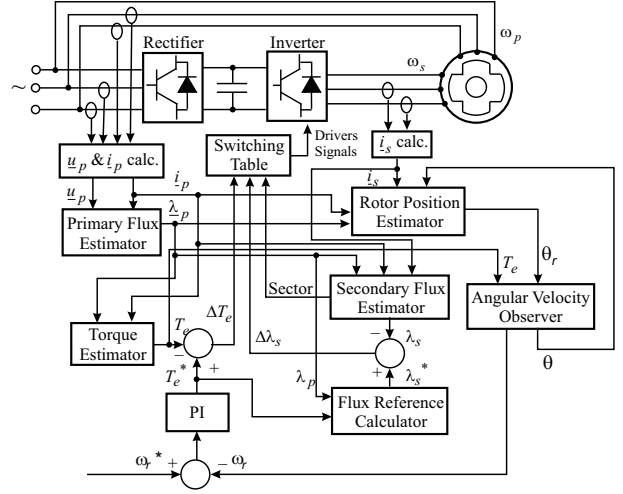 Rectifier
Inverter
ω_p
ω_s
~
Switching
Table
Drivers
Signals
i_s calc.
u_p & i_p calc.
u_p
i_p
i_s
λ_p
Primary Flux
Estimator
Rotor Position
Estimator
T_e
θ_r
Sector
Secondary Flux
Estimator
Angular Velocity
Observer
Torque
Estimator
T_e
ΔT_e
−
+
Δλ_s
−
λ_s
+
λ_s*
θ
T_e*
λ_p
PI
Flux Reference
Calculator
ω_r* +
− ω_r